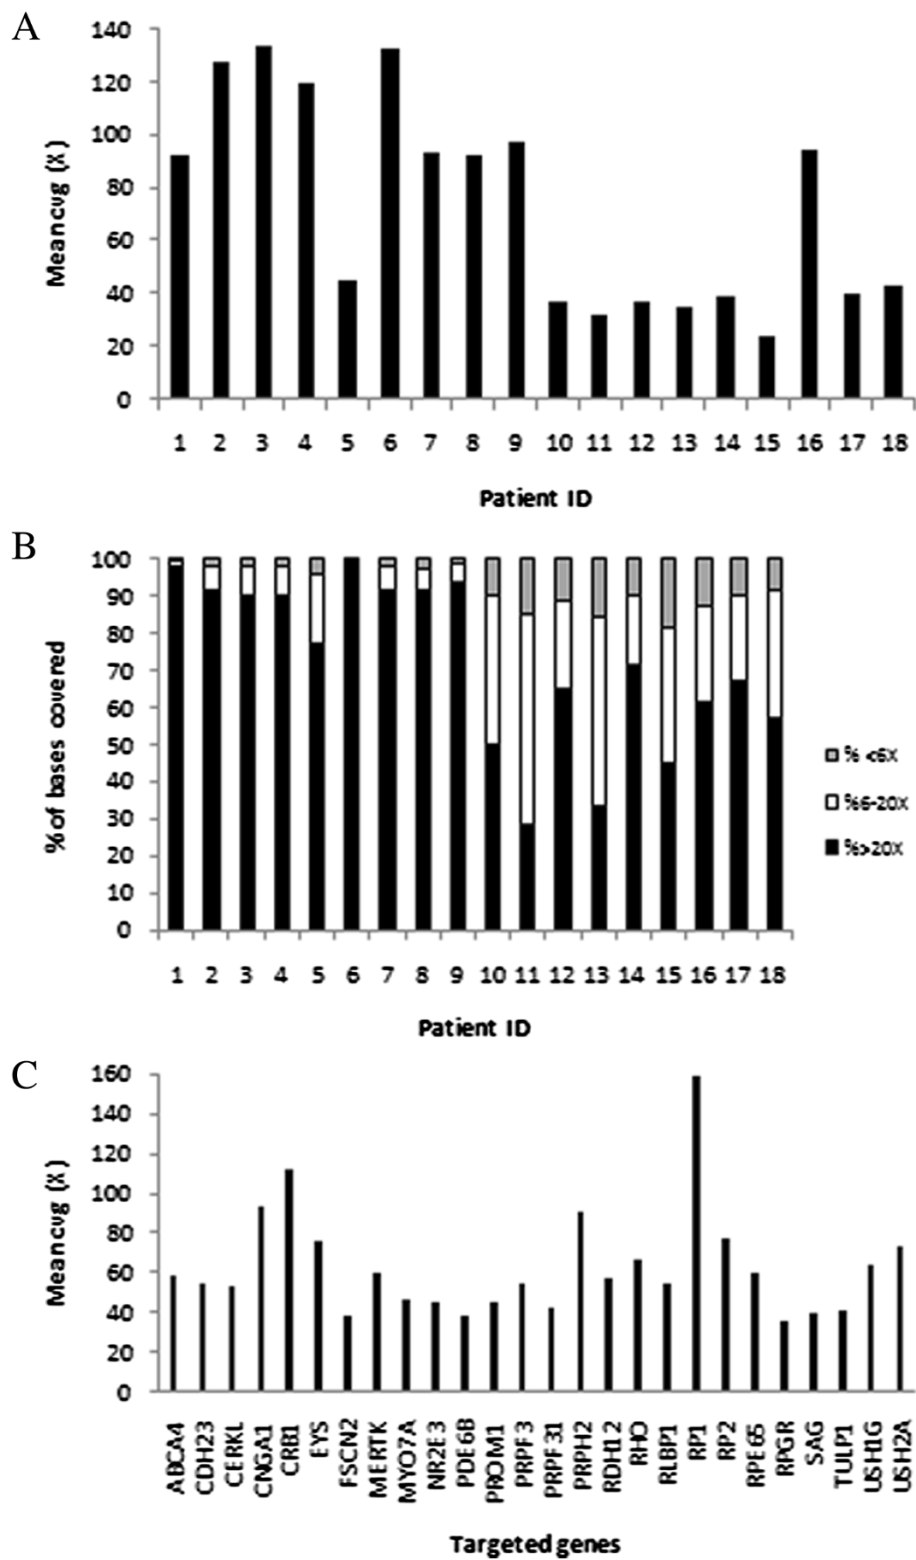 A
Mean cvg (X)
140
120
100
80
60
40
20
0
1 2 3 4 5 6 7 8 9 10 11 12 13 14 15 16 17 18
Patient ID
B
% of bases covered
100
90
80
70
60
50
40
30
20
10
0
% <6X
%6-20X
%>20X
1 2 3 4 5 6 7 8 9 10 11 12 13 14 15 16 17 18
Patient ID
C
Mean cvg (X)
160
140
120
100
80
60
40
20
0
ABCA4
CDH23
CERKL
CNGA1
CRB1
EYS
FSCN2
MERTK
MYO7A
NR2E3
PDE6B
PROM1
PRPF3
PRPF31
PRPH2
RDH12
RHO
RLBP1
RP1
RP2
RPE65
RPGR
SAG
TULP1
USH1G
USH2A
Targeted genes